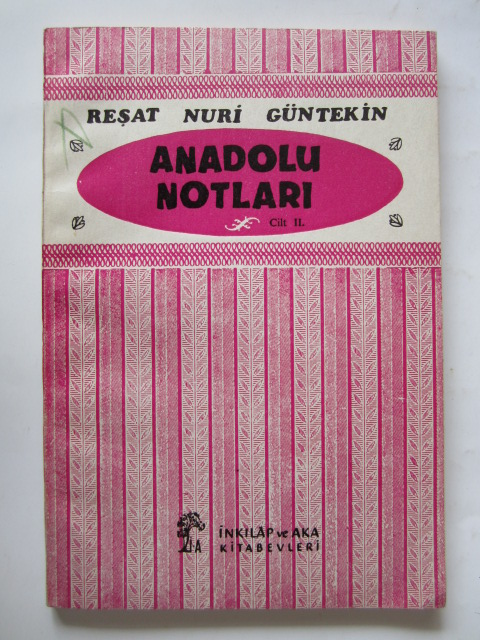 REŞAT NURİ GÜNTEKİN
ANADOLU
NOTLARI
Cilt II.
İNKILÂP ve AKA
KİTABEVLERİ